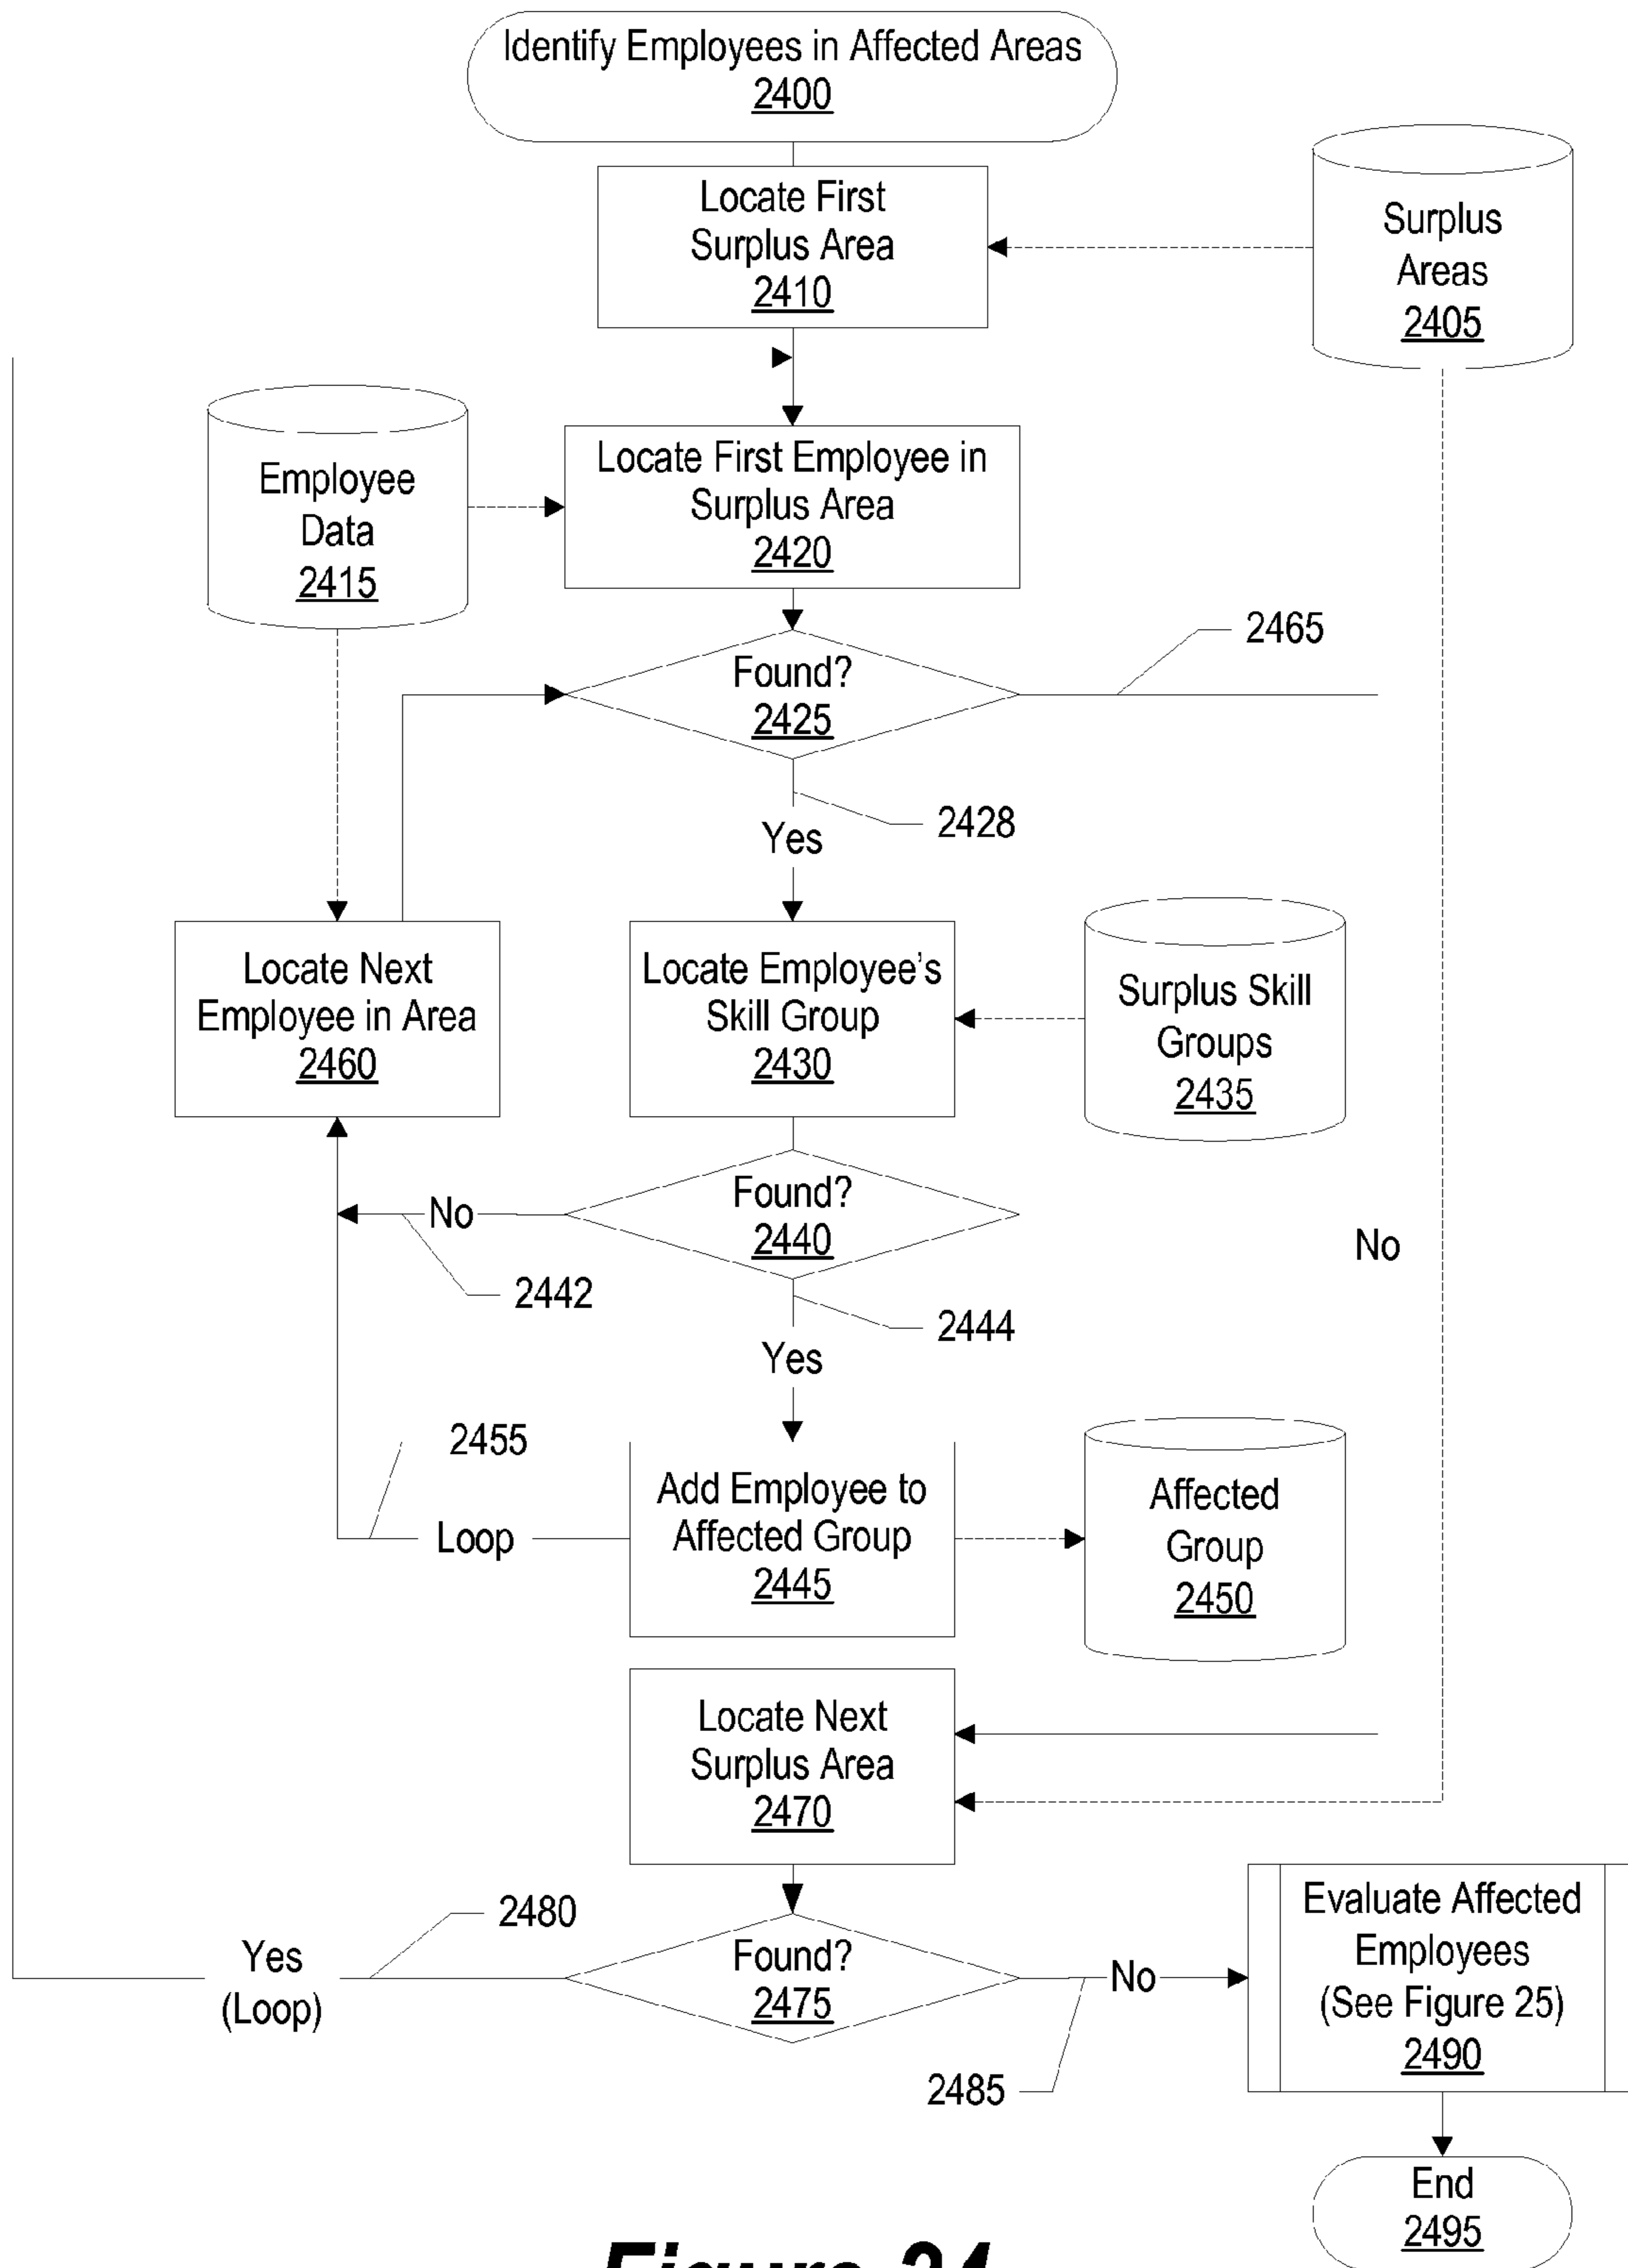 Identify Employees in Affected Areas
2400
Locate First
Surplus Area
2410
Surplus
Areas
2405
Employee
Data
2415
Locate First Employee in
Surplus Area
2420
2465
Found?
2425
2428
Yes
Locate Next
Employee in Area
2460
Locate Employee's
Skill Group
2430
Surplus Skill
Groups
2435
No
Found?
2440
No
2442
2444
Yes
2455
Loop
Add Employee to
Affected Group
2445
Affected
Group
2450
Locate Next
Surplus Area
2470
2480
Yes
(Loop)
Found?
2475
No
2485
Evaluate Affected
Employees
(See Figure 25)
2490
End
2495
Figure 24